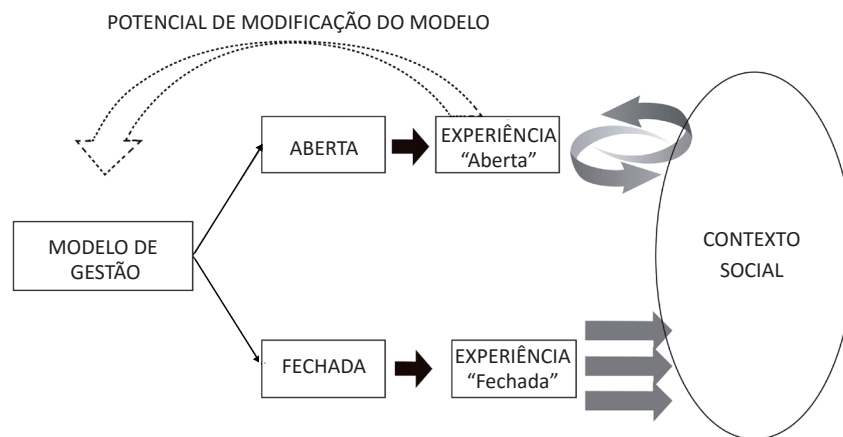 POTENCIAL DE MODIFICAÇÃO DO MODELO
ABERTA
EXPERIÊNCIA
“Aberta”
MODELO DE
GESTÃO
CONTEXTO
SOCIAL
FECHADA
EXPERIÊNCIA
“Fechada”